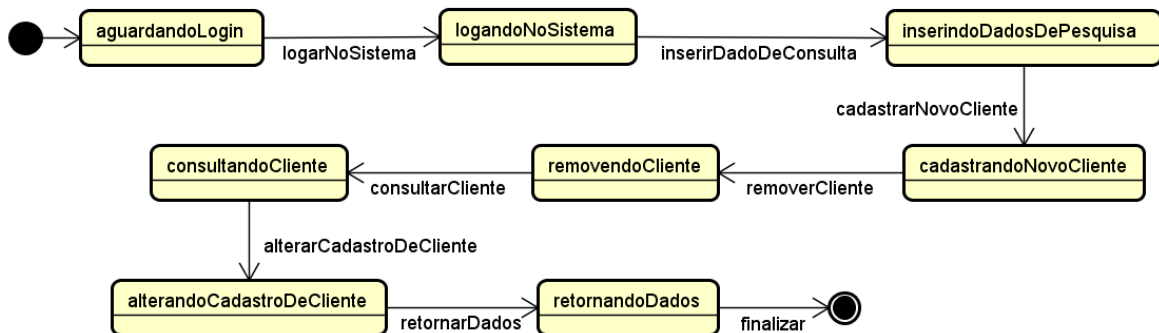 aguardandoLogin
logarNoSistema
logandoNoSistema
inserirDadoDeConsulta
inserindoDadosDePesquisa
cadastrarNovoCliente
cadastrandoNovoCliente
removerCliente
removendoCliente
consultarCliente
consultandoCliente
alterarCadastroDeCliente
alterandoCadastroDeCliente
retornarDados
retornandoDados
finalizar